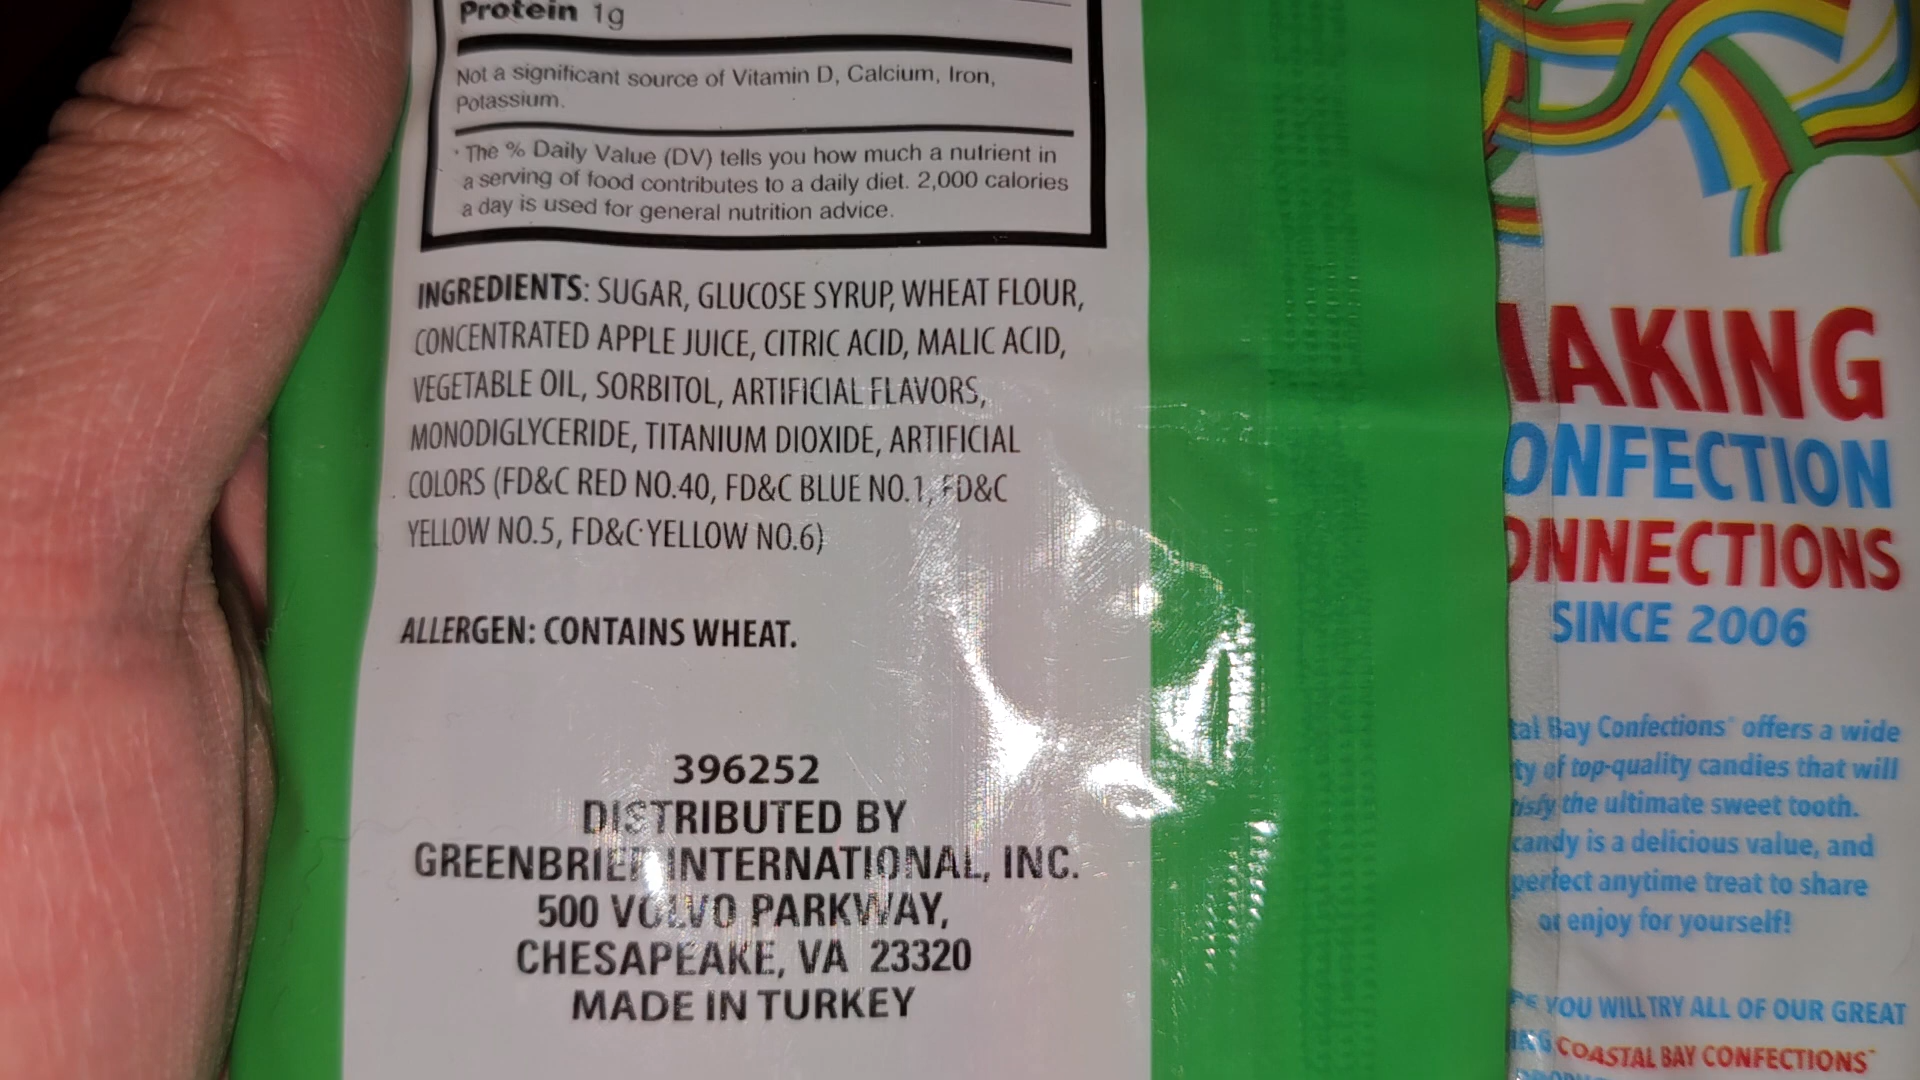 Protein 1g
Not a significant source of Vitamin D, Calcium, Iron,
Potassium.
* The % Daily Value (DV) tells you how much a nutrient in
a serving of food contributes to a daily diet. 2,000 calories
a day is used for general nutrition advice.
INGREDIENTS: SUGAR, GLUCOSE SYRUP, WHEAT FLOUR,
CONCENTRATED APPLE JUICE, CITRIC ACID, MALIC ACID,
VEGETABLE OIL, SORBITOL, ARTIFICIAL FLAVORS,
MONODIGLYCERIDE, TITANIUM DIOXIDE, ARTIFICIAL
COLORS (FD&C RED NO.40, FD&C BLUE NO.1, FD&C
YELLOW NO.5, FD&C YELLOW NO.6)
ALLERGEN: CONTAINS WHEAT.
396252
DISTRIBUTED BY
GREENBRIER INTERNATIONAL, INC.
500 VOLVO PARKWAY,
CHESAPEAKE, VA 23320
MADE IN TURKEY
AKING
ONFECTION
ONNECTIONS
SINCE 2006
tal Bay Confections offers a wide
ty of top-quality candies that will
isfy the ultimate sweet tooth.
candy is a delicious value, and
perfect anytime treat to share
or enjoy for yourself!
YOU WILL TRY ALL OF OUR GREAT
COASTAL BAY CONFECTIONS